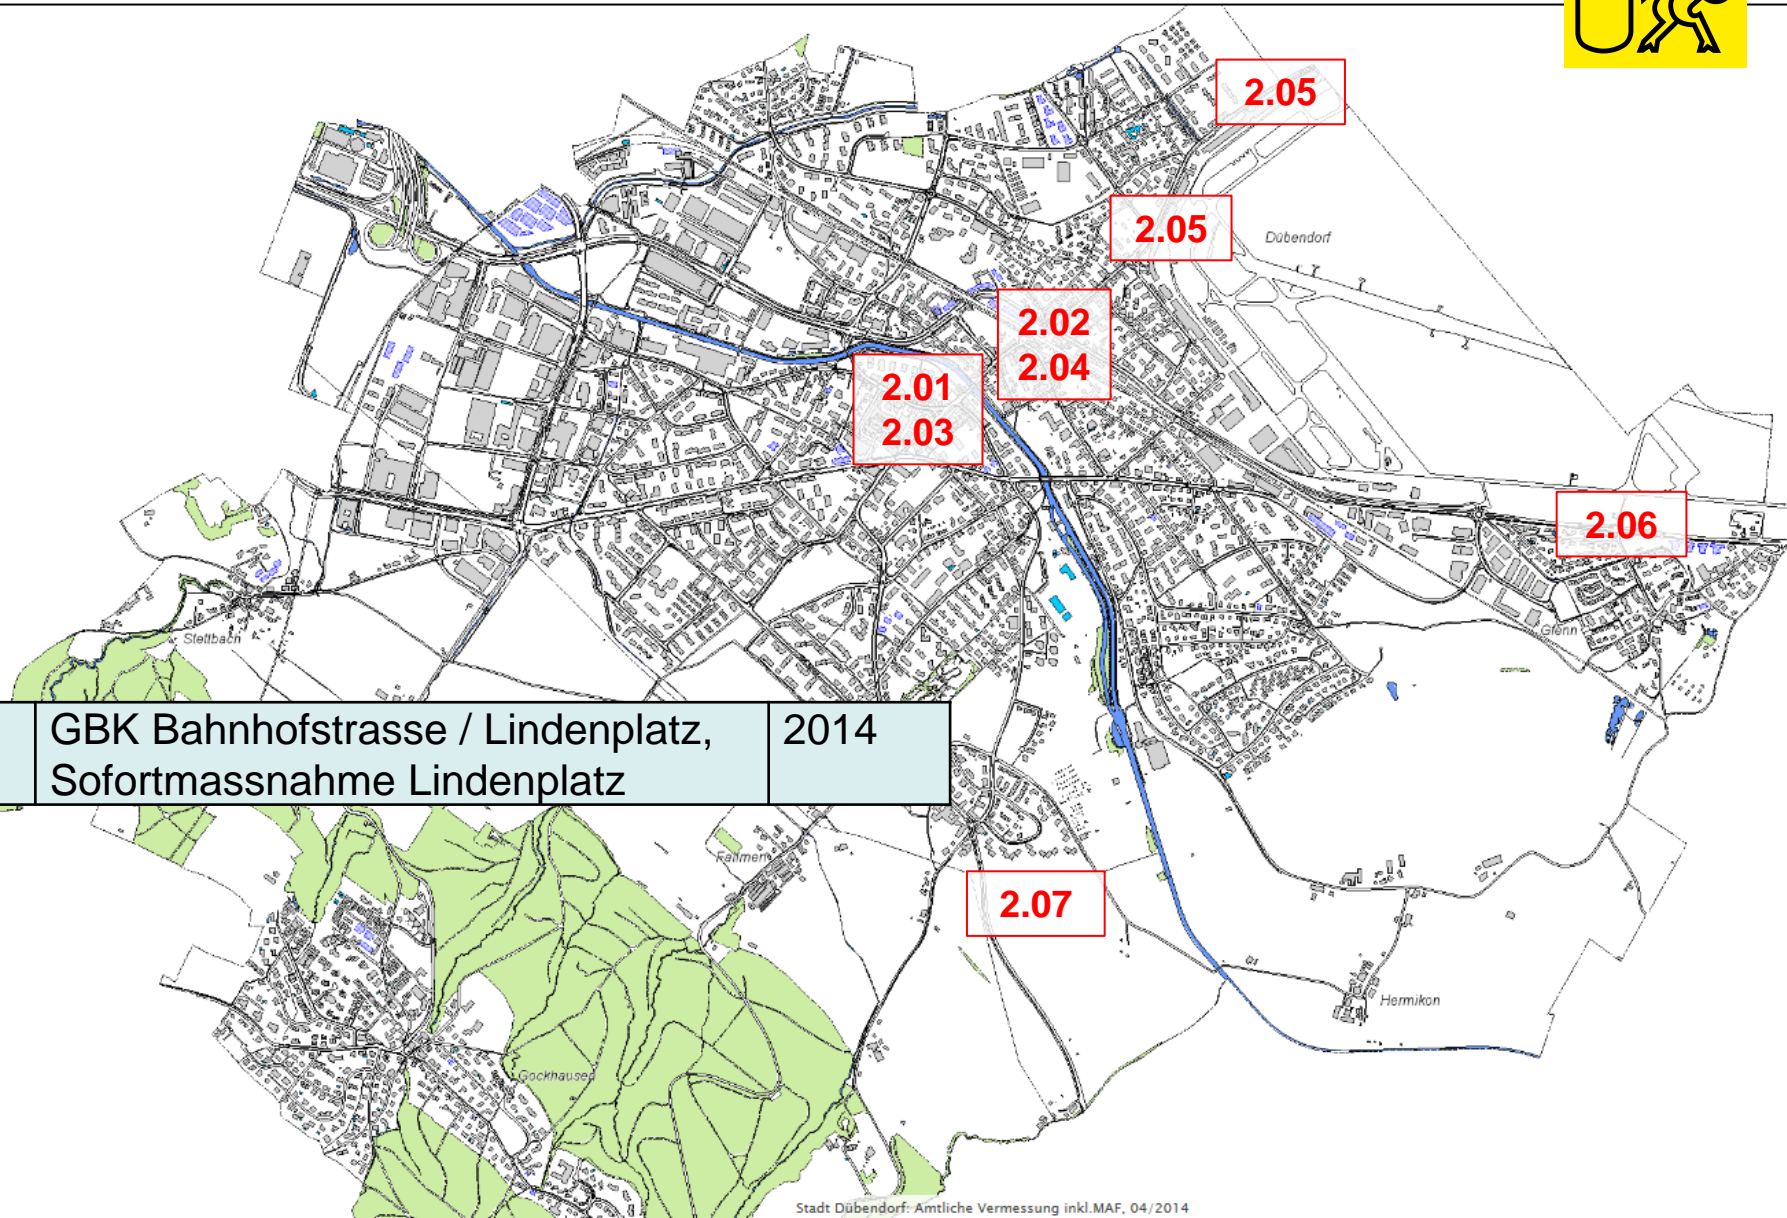 2.05
2.05
Dübendorf
2.02
2.04
2.01
2.03
2.06
Stettbach
Gfenn
GBK Bahnhofstrasse / Lindenplatz, 2014
Sofortmassnahme Lindenplatz
2.07
Hermikon
Gockhausen
Stadt Dübendorf: Amtliche Vermessung inkl.MAF, 04/2014